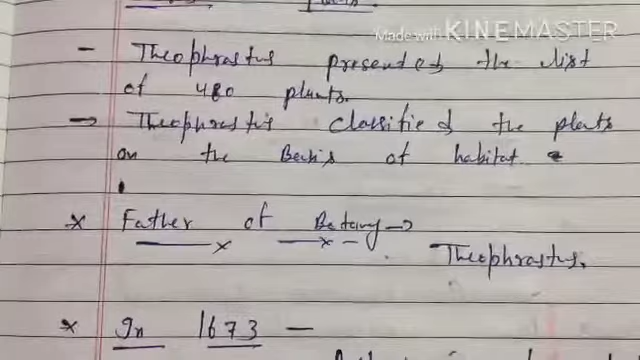 Made with KINEMASTER
- Theophrastus presented the list
of 480 plants.
→ Theophrastus classified the plants
on the Basis of habitat
* Father of Botany →
Theophrastus.
* In 1673 —